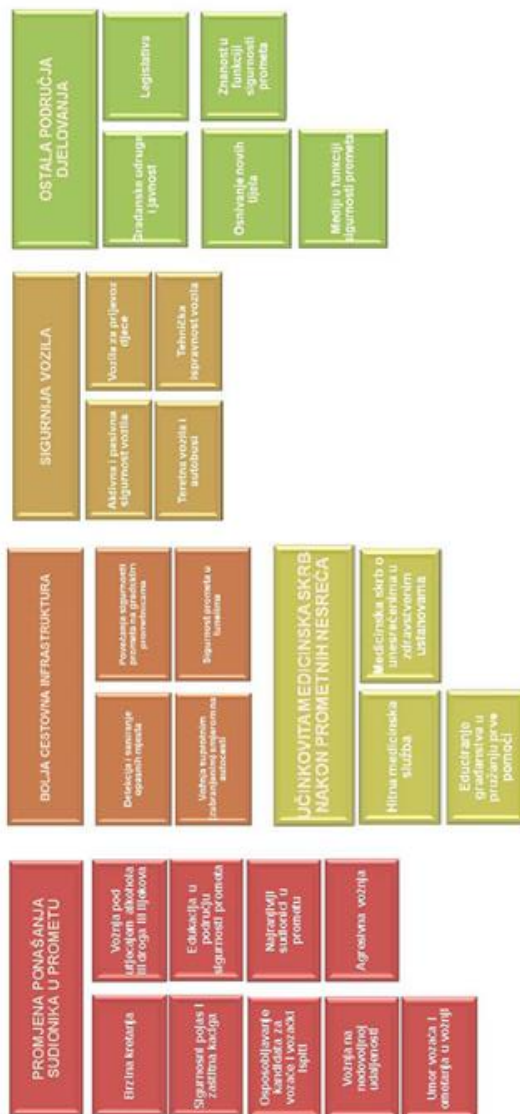 PROMJENA PONAŠANJA
SUDIONIKA U PROMETU
Brzina kretanja
Vožnja pod
utjecajem alkohola
ili droga ili lijekova
Sigurnosni pojas i
zaštitna kaciga
Edukacija u
području
sigurnosti prometa
Osposobljavanje
kandidata za
vozače i vozački
ispiti
Najranjiviji
sudionici u
prometu
Vožnja na
nedovoljnoj
udaljenosti
Agresivna vožnja
Umor vozača i
ometanja u vožnji
BOLJA CESTOVNA INFRASTRUKTURA
Detekcija i saniranje
opasnih mjesta
Povećanje sigurnosti
prometa na gradskim
prometnicama
Vožnja suprotnim
(zabranjenim) smjerom na
autocesti
Sigurnost prometa u
tunelima
UČINKOVITA MEDICINSKA SKRB
NAKON PROMETNIH NESREĆA
Hitna medicinska
služba
Medicinska skrb o
unesrećenima u
zdravstvenim
ustanovama
Educiranje
građanstva u
pružanju prve
pomoći
SIGURNIJA VOZILA
Aktivna i pasivna
sigurnost vozila
Vozila za prijevoz
djece
Teretna vozila i
autobusi
Tehnička
ispravnost vozila
OSTALA PODRUČJA
DJELOVANJA
Građanske udruge
i javnost
Legislativa
Osnivanje novih
tijela
Znanost u
funkciji
sigurnosti
prometa
Mediji u funkciji
sigurnosti prometa